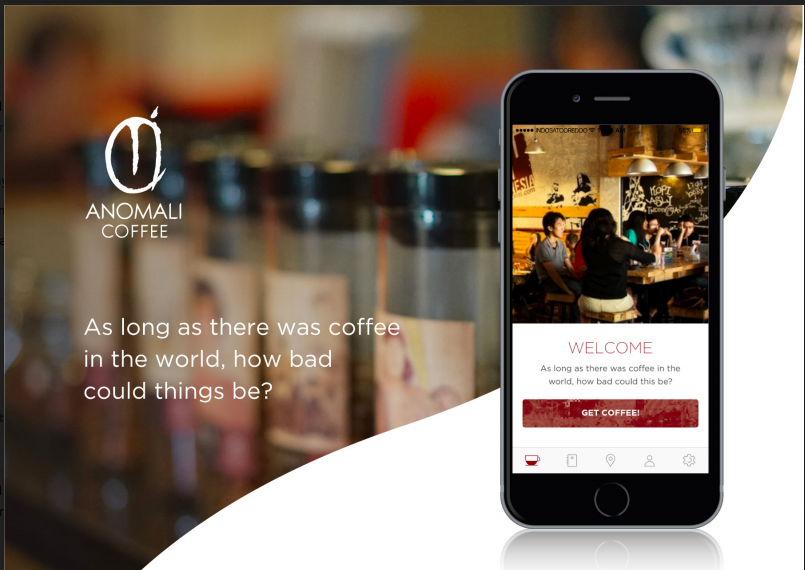 ANOMALI
COFFEE
As long as there was coffee
in the world, how bad
could things be?
INDOSATOOREDOO
AM
KOPI
ASLI
WELCOME
As long as there was coffee in the
world, how bad could this be?
GET COFFEE!